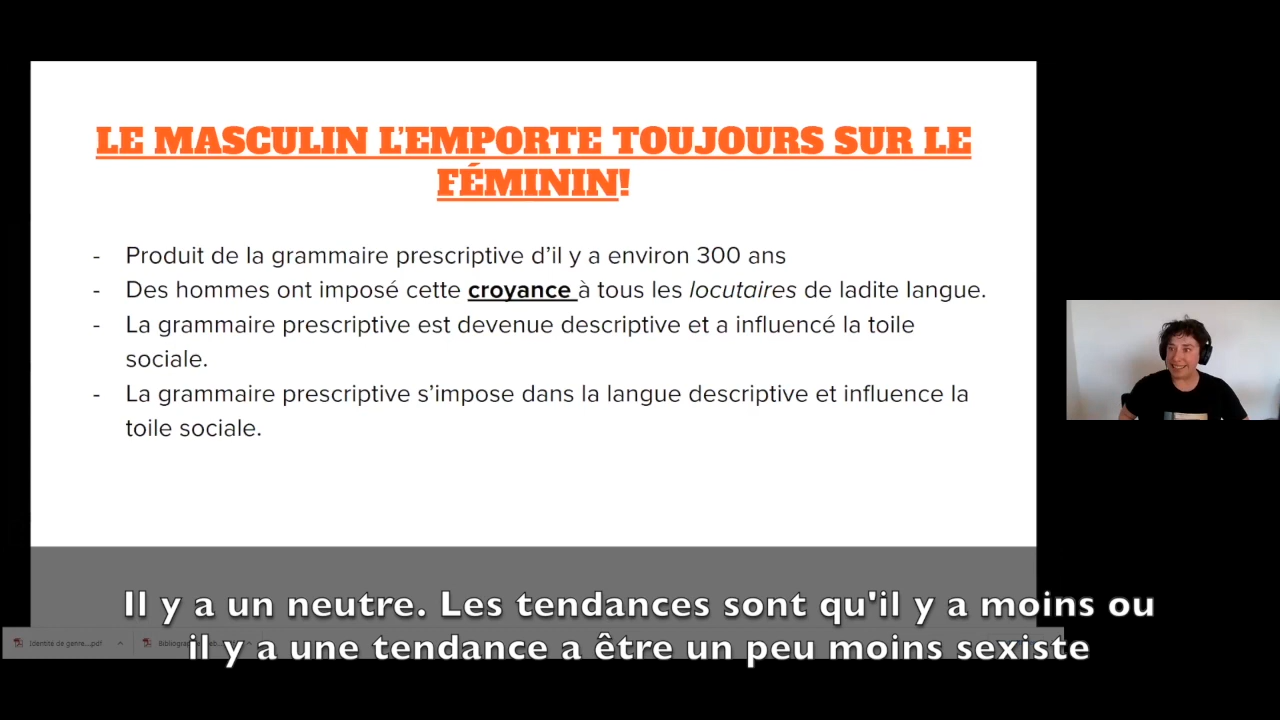 LE MASCULIN L'EMPORTE TOUJOURS SUR LE
FÉMININ!
- Produit de la grammaire prescriptive d'il y a environ 300 ans
- Des hommes ont imposé cette croyance à tous les locutaires de ladite langue.
- La grammaire prescriptive est devenue descriptive et a influencé la toile
sociale.
- La grammaire prescriptive s'impose dans la langue descriptive et influence la
toile sociale.
Il y a un neutre. Les tendances sont qu'il y a moins ou
il y a une tendance a être un peu moins sexiste
Identite de genre....pdf